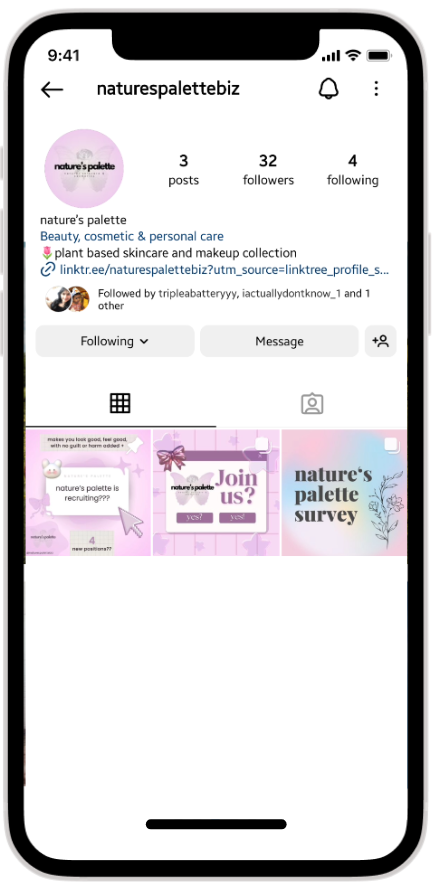 9:41
naturespalettebiz
nature's palette
3
posts
32
followers
4
following
nature's palette
Beauty, cosmetic & personal care
🌷plant based skincare and makeup collection
linktr.ee/naturespalettebiz?utm_source=linktree_profile_s...
Followed by tripleabatteryyy, iactuallydontknow_1 and 1
other
Following
Message
makes you look good, feel good,
with no guilt or harm added +
nature's palette is
recruiting???
4
new positions??
nature's palette
Join
us?
yes?
yes!
nature's
palette
survey